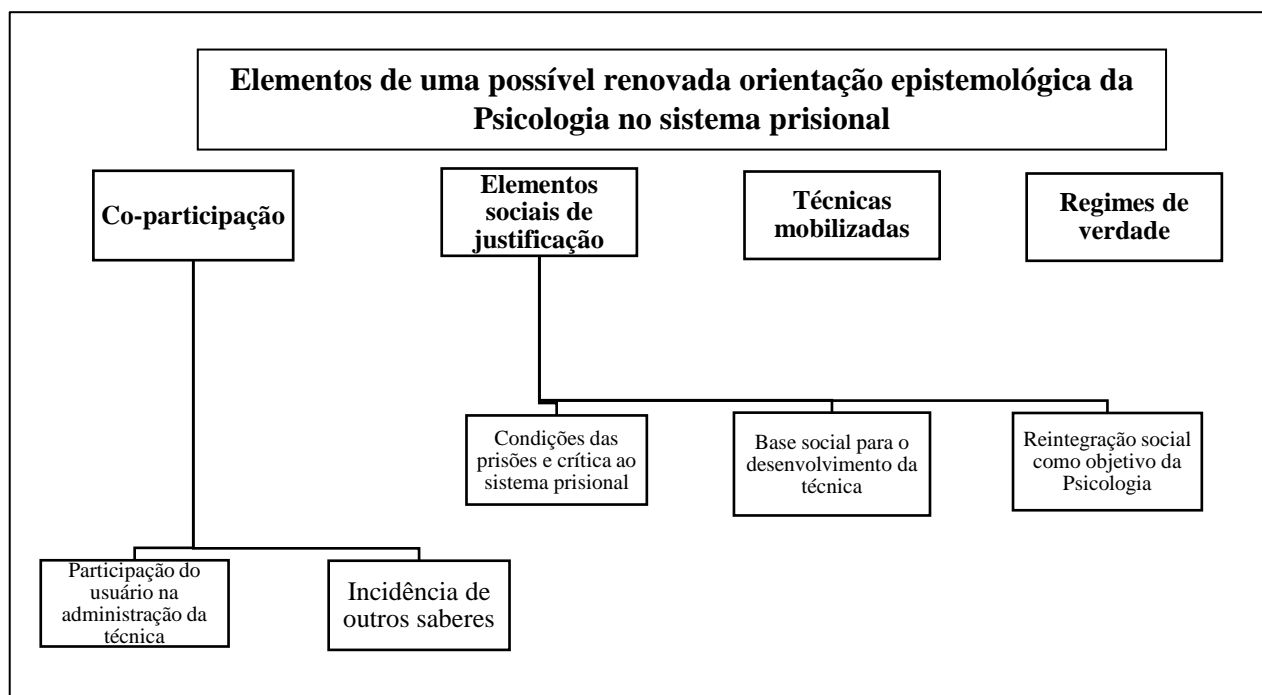 Elementos de uma possível renovada orientação epistemológica da
Psicologia no sistema prisional
Co-participação
Elementos
sociais de
justificação
Técnicas
mobilizadas
Regimes de
verdade
Condições das
prisões e crítica ao
sistema prisional
Base social para o
desenvolvimento da
técnica
Reintegração social
como objetivo da
Psicologia
Participação do
usuário na
administração da
técnica
Incidência de
outros saberes